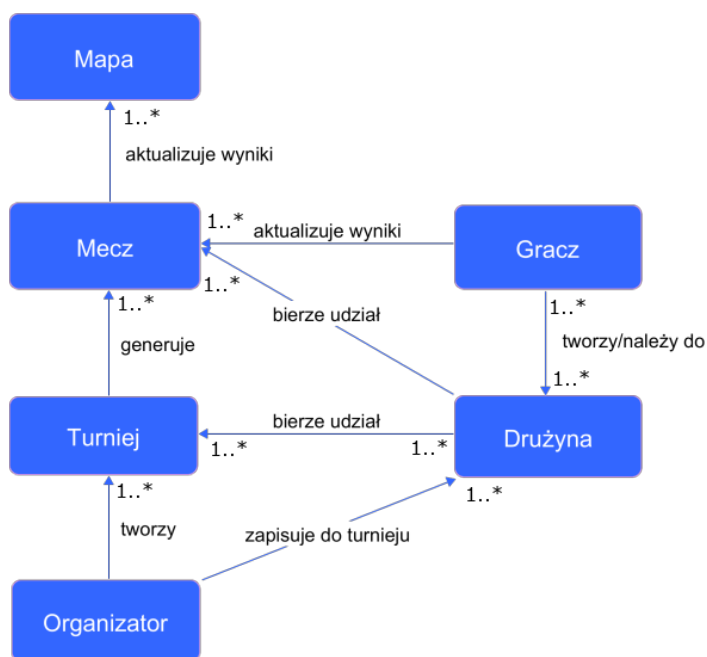 Mapa
1..*
aktualizuje wyniki
1..*
aktualizuje wyniki
Mecz
Gracz
1..*
1..*
1..*
bierze udział
generuje
tworzy/należy do
1..*
bierze udział
Turniej
Drużyna
1..*
1..*
1..*
1..*
tworzy
zapisuje do turnieju
Organizator